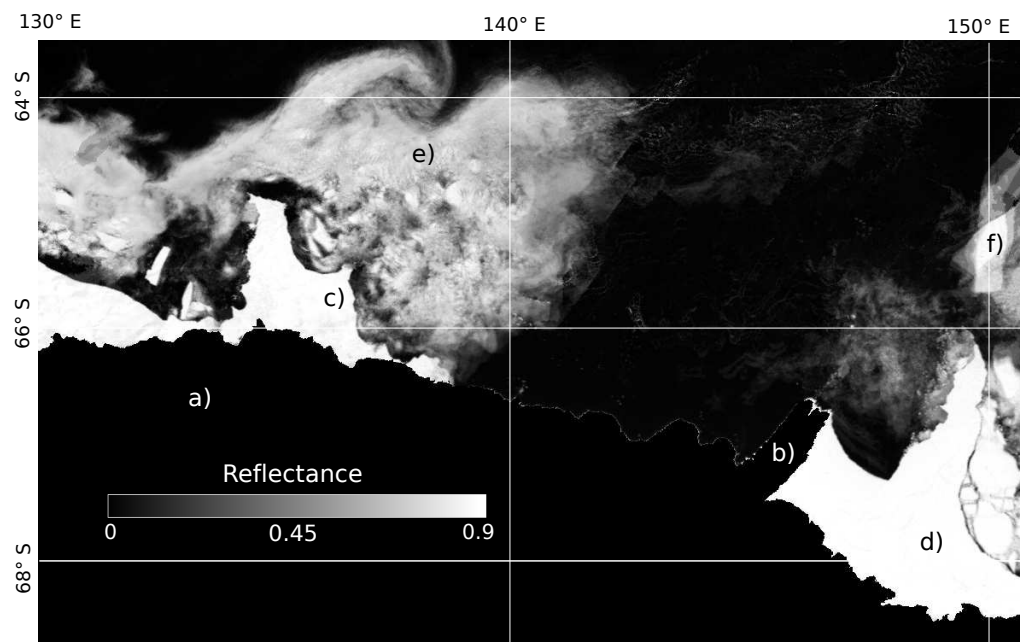 130° E 140° E 150° E
64° S
e)
f)
c)
66° S
a)
b)
Reflectance
0 0.45 0.9
d)
68° S